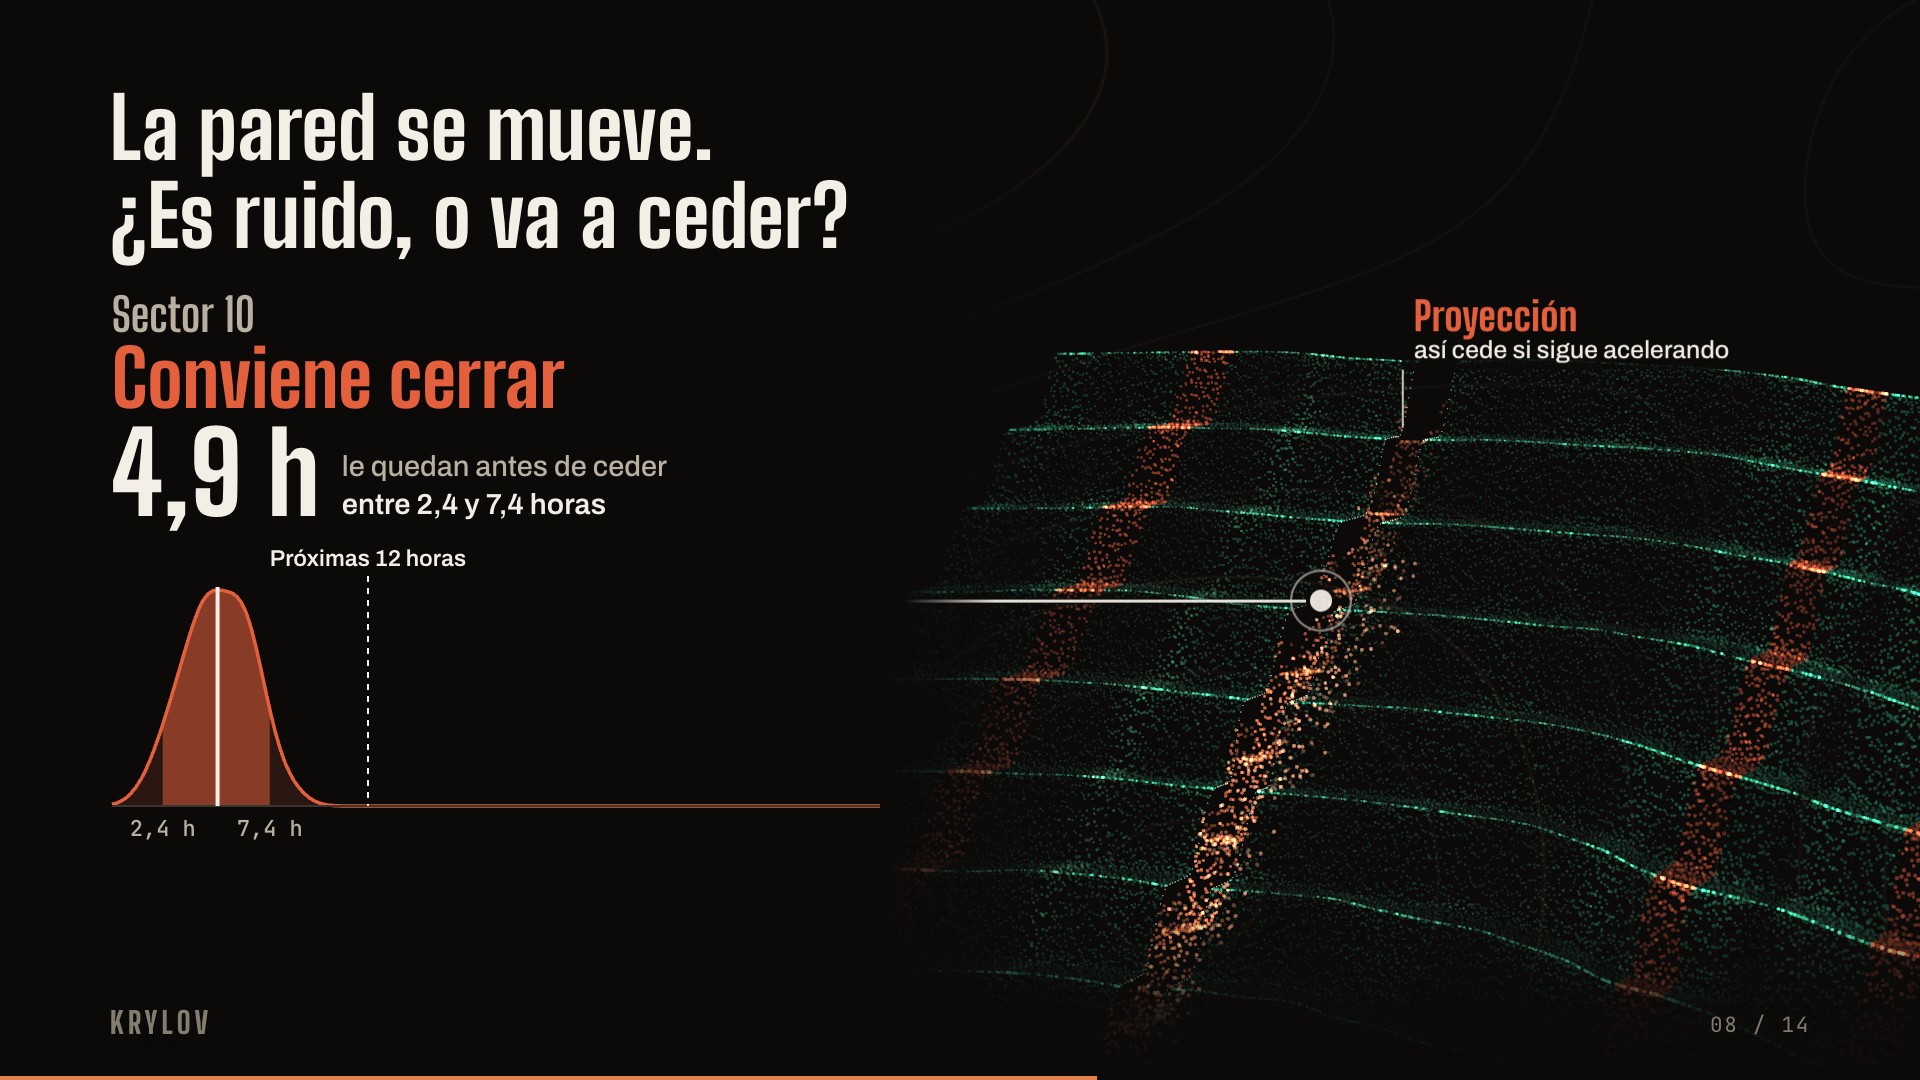 La pared se mueve.
¿Es ruido, o va a ceder?
Sector 10
Conviene cerrar
4,9 h
le quedan antes de ceder
entre 2,4 y 7,4 horas
Próximas 12 horas
2,4 h
7,4 h
Proyección
así cede si sigue acelerando
KRYLOV
08 / 14